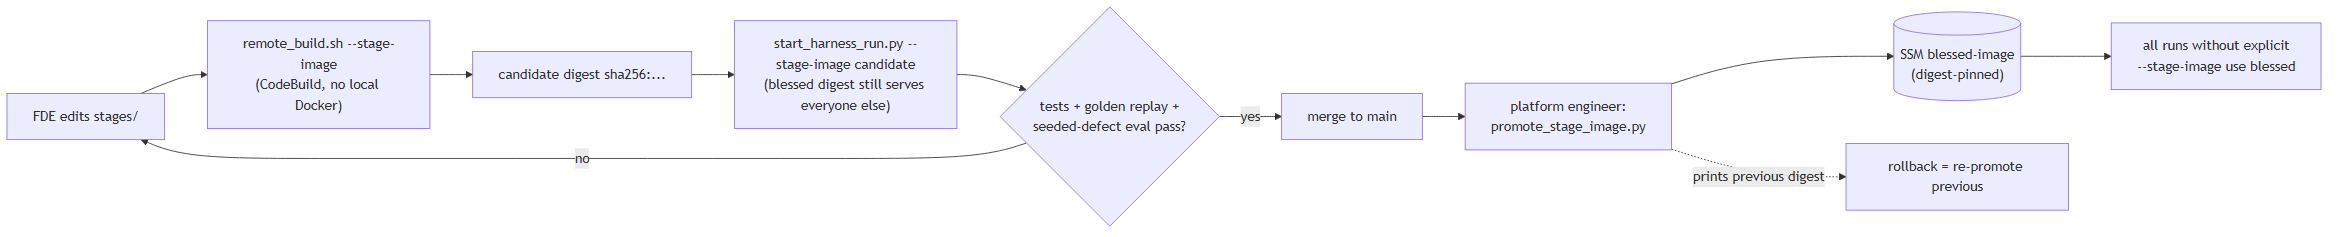 FDE edits stages/
remote_build.sh --stage-
image
(CodeBuild, no local
Docker)
candidate digest sha256:...
start_harness_run.py --
stage-image candidate
(blessed digest still serves
everyone else)
tests + golden replay +
seeded-defect eval pass?
no
yes
merge to main
platform engineer:
promote_stage_image.py
SSM blessed-image
(digest-pinned)
all runs without explicit
--stage-image use blessed
prints previous digest
rollback = re-promote
previous